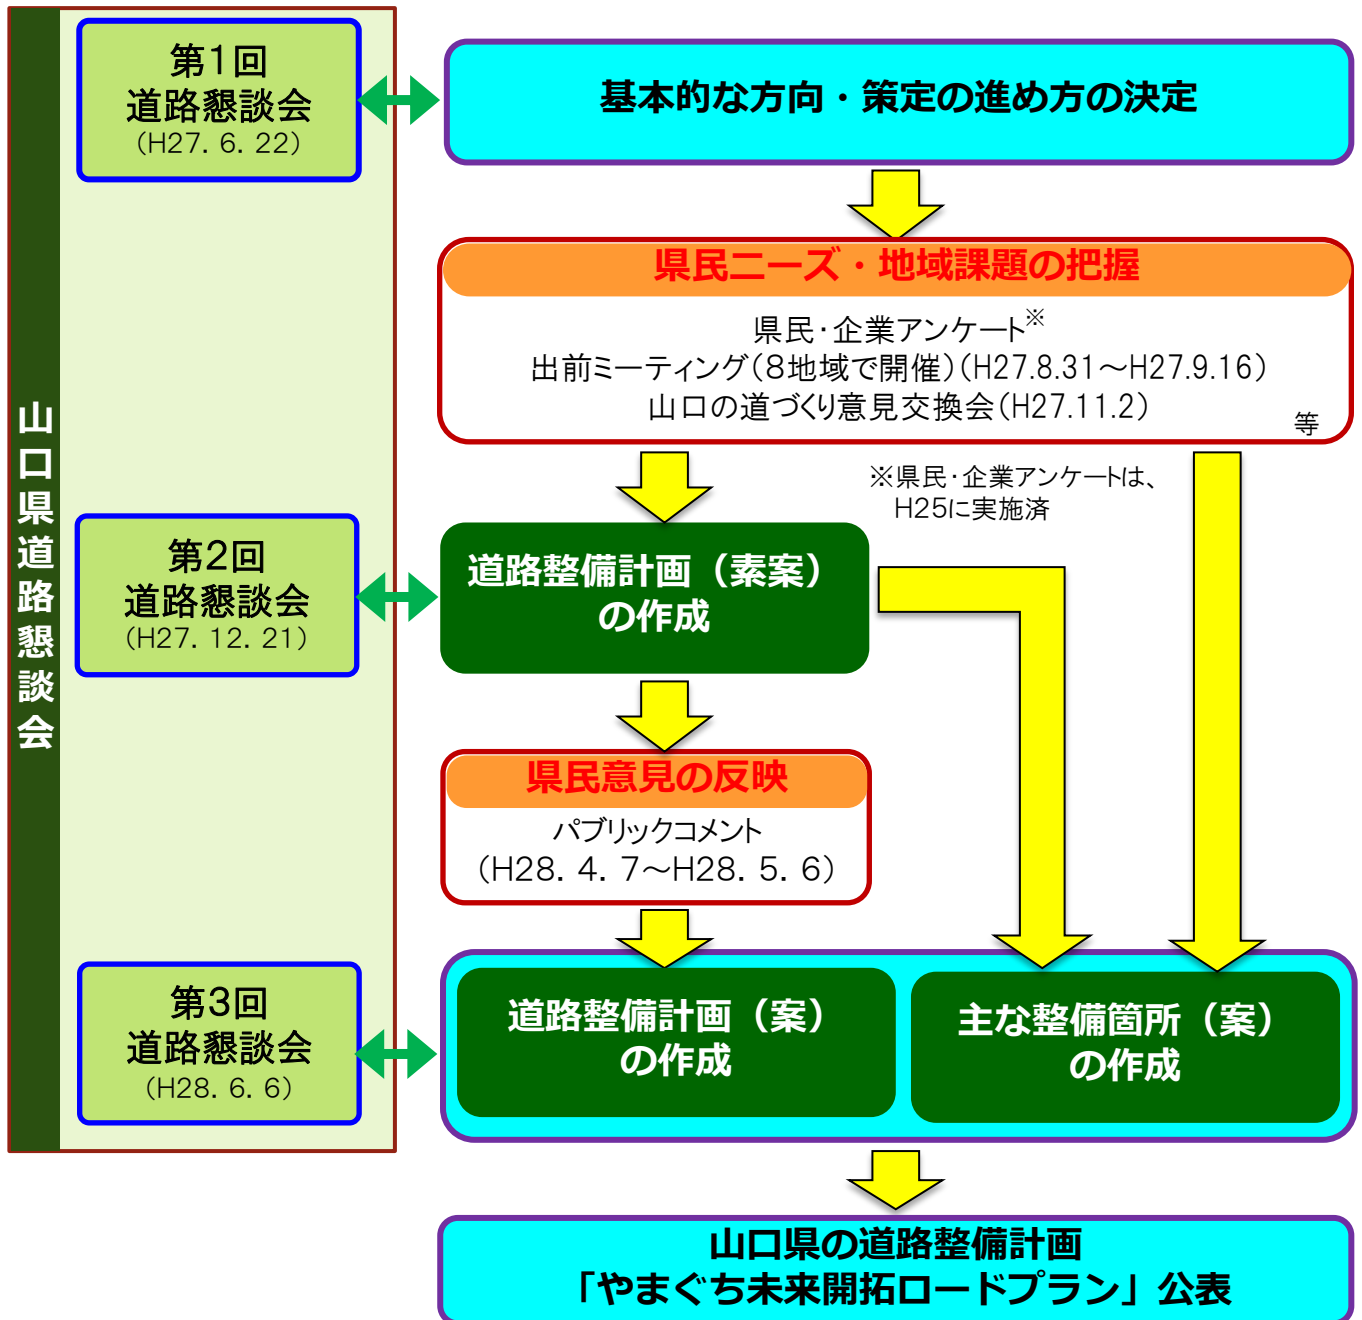 山口県道路懇談会
第1回
道路懇談会
(H27. 6. 22)
基本的な方向・策定の進め方の決定
県民ニーズ・地域課題の把握
県民・企業アンケート※
出前ミーティング(8地域で開催)(H27.8.31～H27.9.16)
山口の道づくり意見交換会(H27.11.2)
等
※県民・企業アンケートは、
H25に実施済
第2回
道路懇談会
(H27. 12. 21)
道路整備計画（素案）
の作成
県民意見の反映
パブリックコメント
(H28. 4. 7～H28. 5. 6)
第3回
道路懇談会
(H28. 6. 6)
道路整備計画（案）
の作成
主な整備箇所（案）
の作成
山口県の道路整備計画
「やまぐち未来開拓ロードプラン」公表